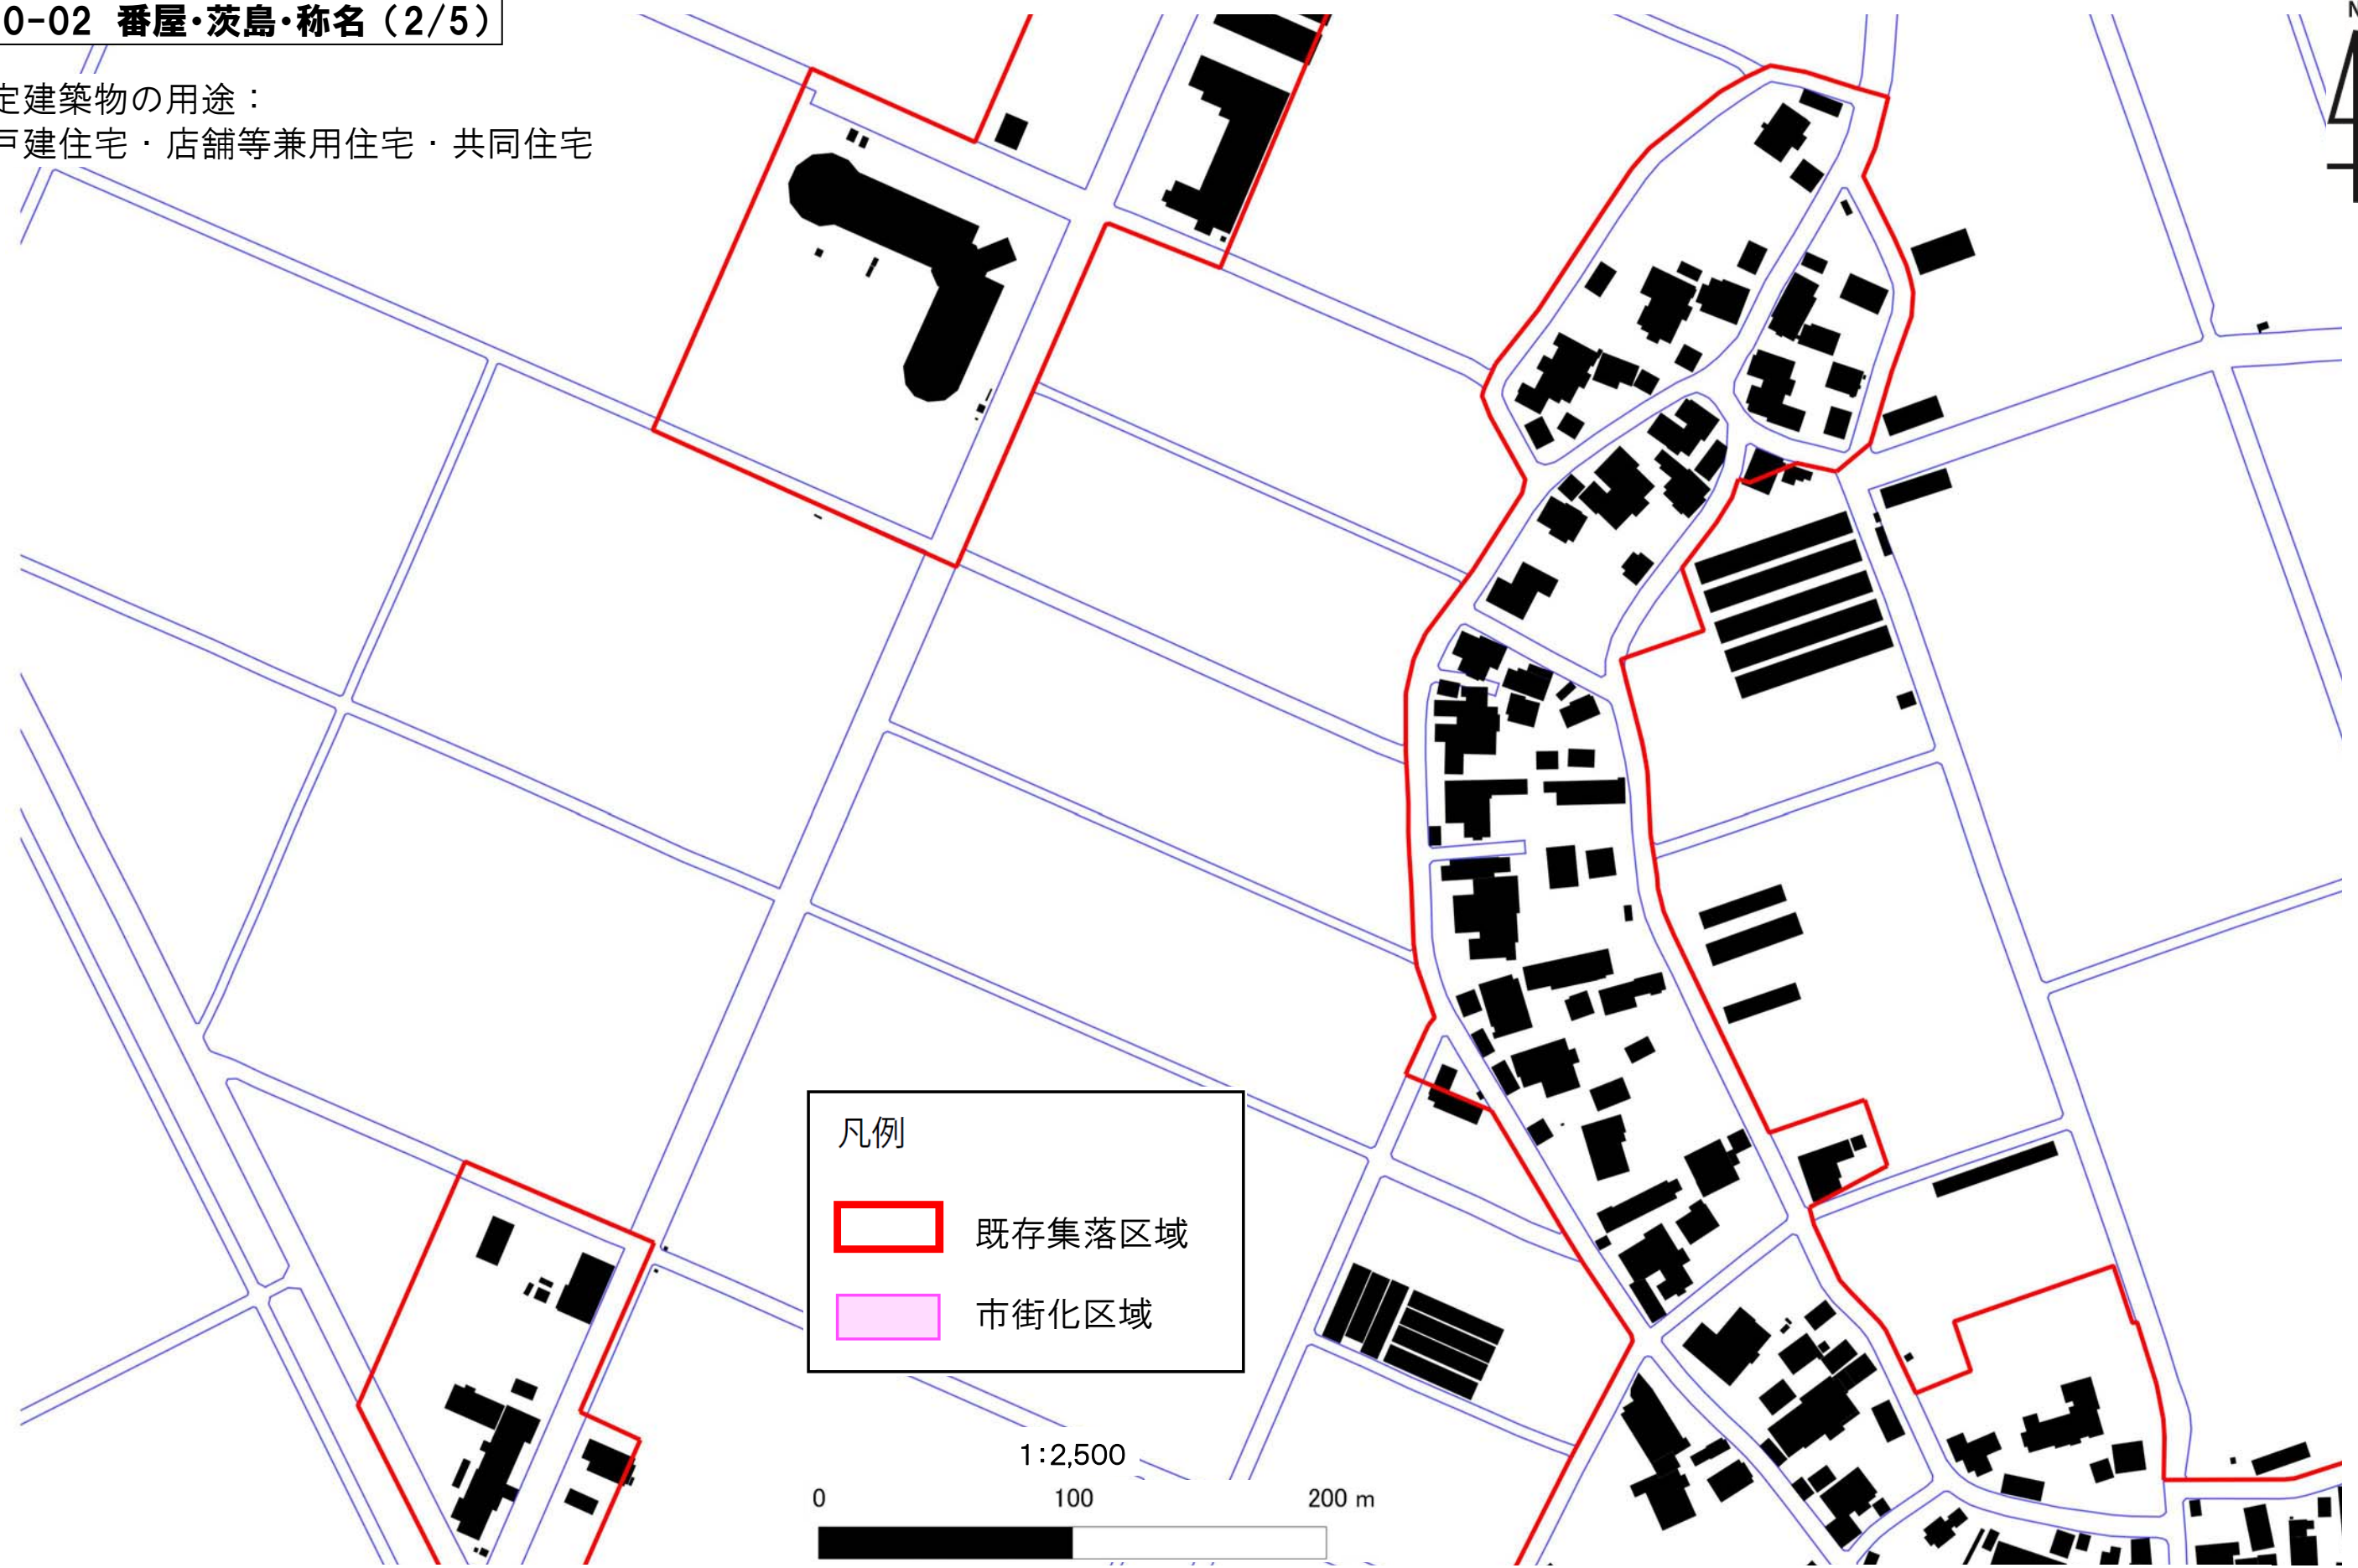 0-02 番屋･茨島･称名（2/5）
定建築物の用途：
戸建住宅・店舗等兼用住宅・共同住宅
N
凡例
既存集落区域
市街化区域
1:2,500
0 100 200 m